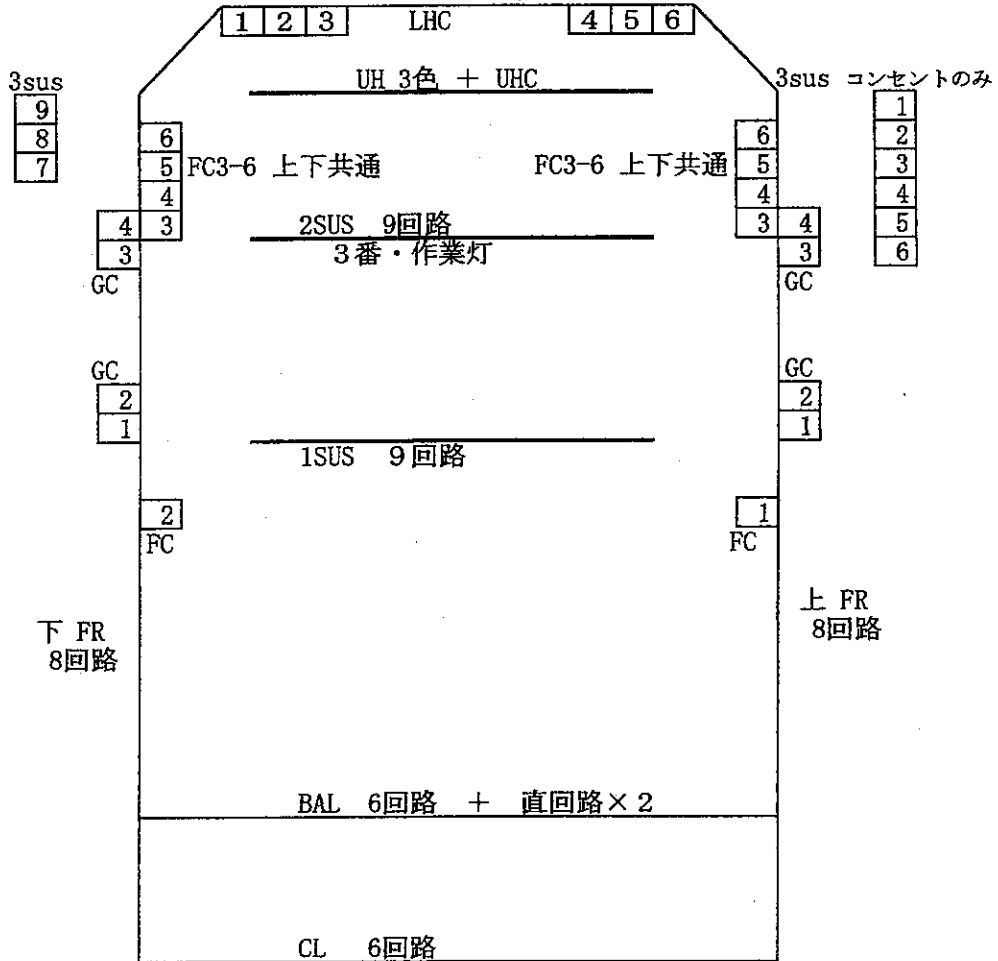 1 2 3 LHC 4 5 6
UH 3色 + UHC
3sus
9
8
7
3sus コンセントのみ
1
2
3
4
5
6
6
5
4
3
FC3-6 上下共通
FC3-6 上下共通
6
5
4
3
4
3
GC
2SUS 9回路
3番・作業灯
4
3
GC
GC
2
1
GC
2
1
1SUS 9回路
2
FC
1
FC
下 FR
8回路
上 FR
8回路
BAL 6回路 + 直回路×2
CL 6回路